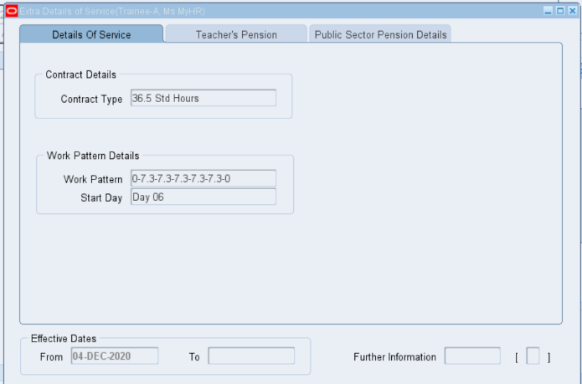 Extra Details of Service(Trainee-A, Ms MyHR)
Details Of Service Teacher's Pension Public Sector Pension Details
Contract Details
Contract Type 36.5 Std Hours
Work Pattern Details
Work Pattern 0-7.3-7.3-7.3-7.3-7.3-0
Start Day Day 06
Effective Dates
From 04-DEC-2020 To Further Information [ ]